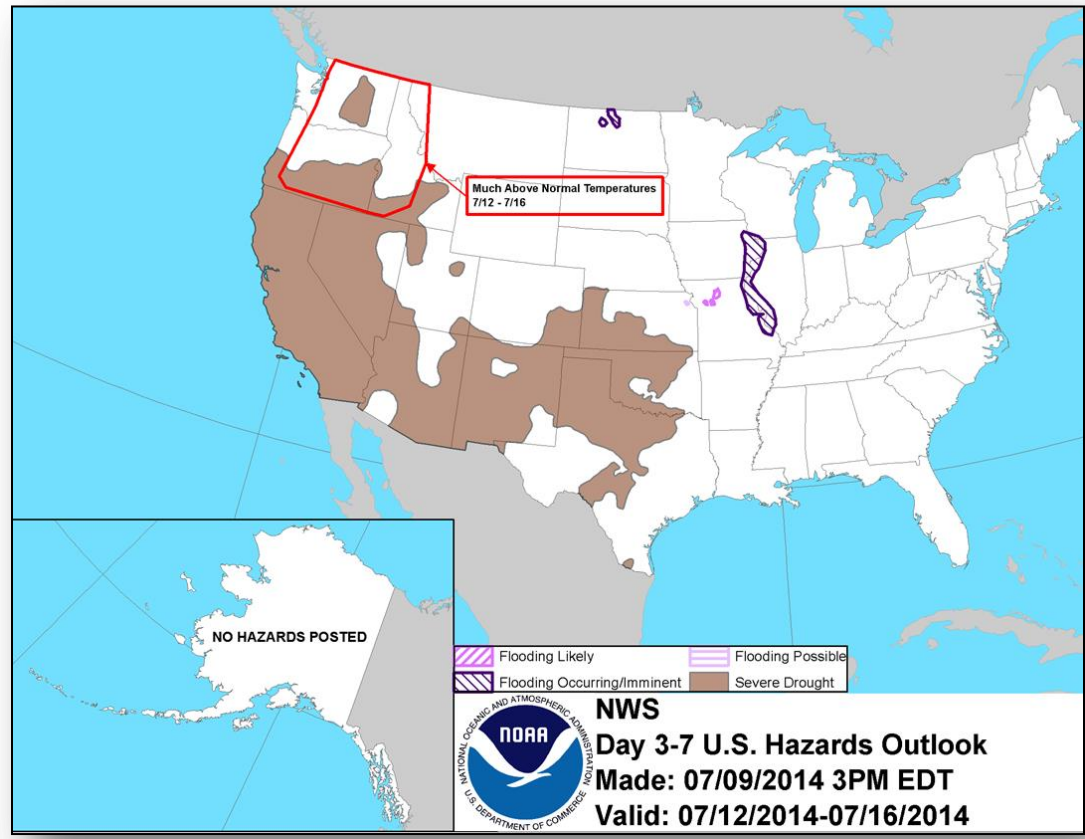 Much Above Normal Temperatures
7/12 - 7/16
NO HAZARDS POSTED
Flooding Likely
Flooding Possible
Flooding Occurring/Imminent
Severe Drought
NATIONAL OCEANIC AND ATMOSPHERIC ADMINISTRATION
NOAA
U.S. DEPARTMENT OF COMMERCE
NWS
Day 3-7 U.S. Hazards Outlook
Made: 07/09/2014 3PM EDT
Valid: 07/12/2014-07/16/2014